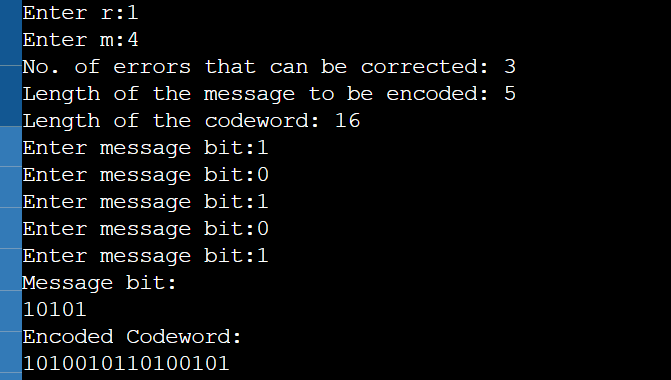 Enter r:1
Enter m:4
No. of errors that can be corrected: 3
Length of the message to be encoded: 5
Length of the codeword: 16
Enter message bit:1
Enter message bit:0
Enter message bit:1
Enter message bit:0
Enter message bit:1
Message bit:
10101
Encoded Codeword:
1010010110100101